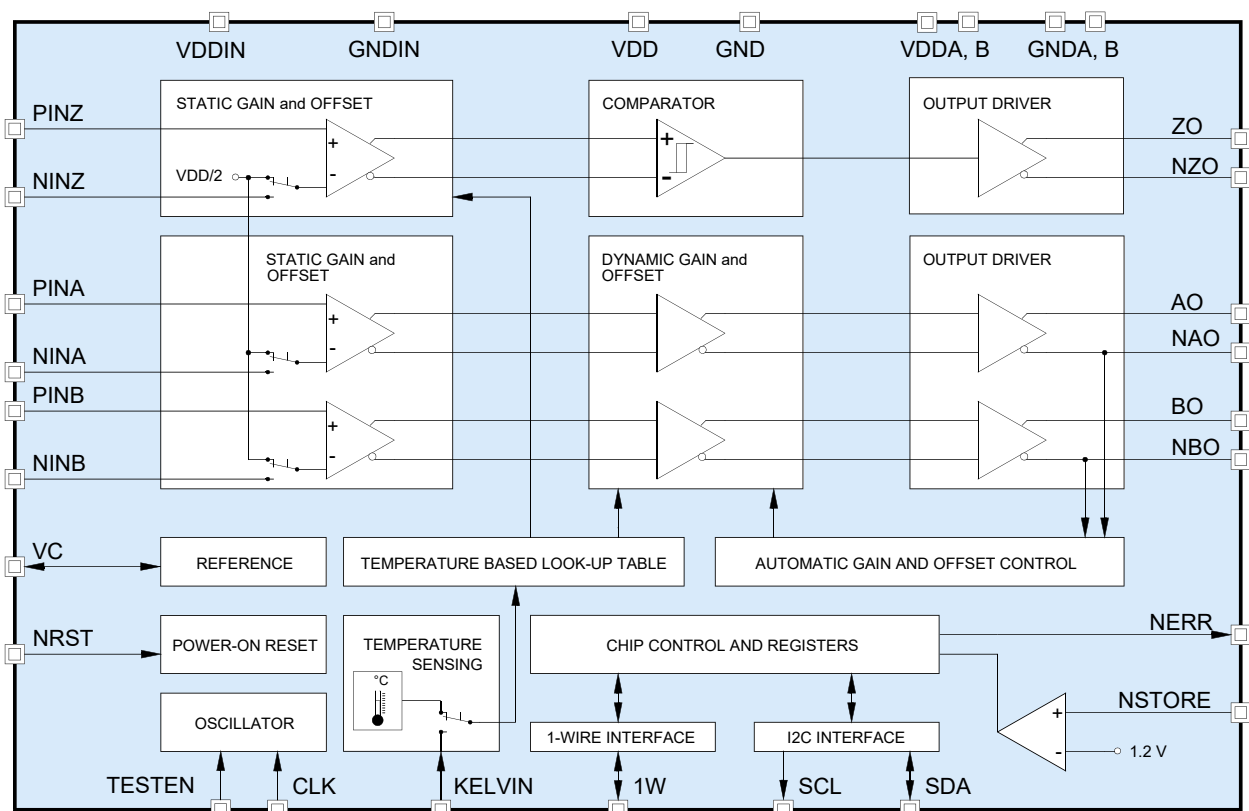 VDDIN
GNDIN
VDD
GND
VDDA, B
GNDA, B
PINZ
NINZ
STATIC GAIN and OFFSET
+
-
VDD/2
COMPARATOR
+
-
OUTPUT DRIVER
ZO
NZO
PINA
NINA
PINB
NINB
STATIC GAIN and
OFFSET
+
-
+
-
DYNAMIC GAIN and
OFFSET
OUTPUT DRIVER
AO
NAO
BO
NBO
VC
REFERENCE
TEMPERATURE BASED LOOK-UP TABLE
AUTOMATIC GAIN AND OFFSET CONTROL
NRST
POWER-ON RESET
TEMPERATURE
SENSING
°C
CHIP CONTROL AND REGISTERS
NERR
OSCILLATOR
1-WIRE INTERFACE
I2C INTERFACE
NSTORE
+
-
1.2 V
TESTEN
CLK
KELVIN
1W
SCL
SDA